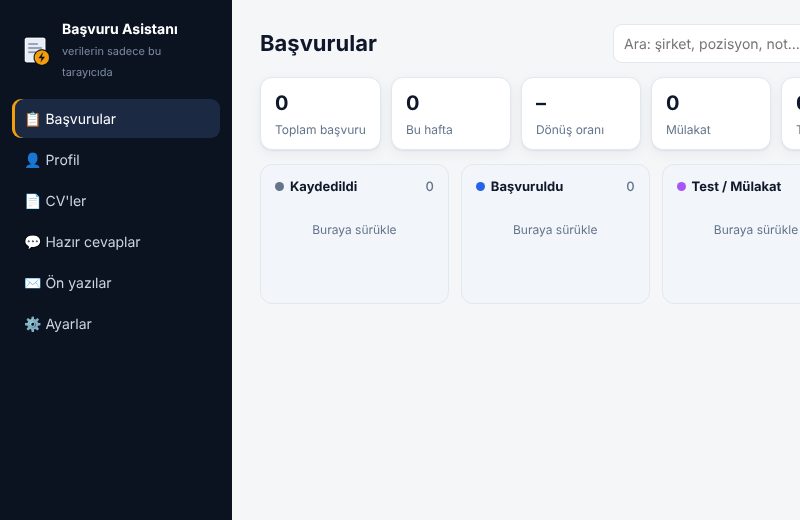 Başvuru Asistanı
verilerin sadece bu
tarayıcıda
Başvurular
Profil
CV'ler
Hazır cevaplar
Ön yazılar
Ayarlar
Başvurular
Ara: şirket, pozisyon, not...
0
Toplam başvuru
0
Bu hafta
–
Dönüş oranı
0
Mülakat
Kaydedildi 0
Buraya sürükle
Başvuruldu 0
Buraya sürükle
Test / Mülakat
Buraya sürükle